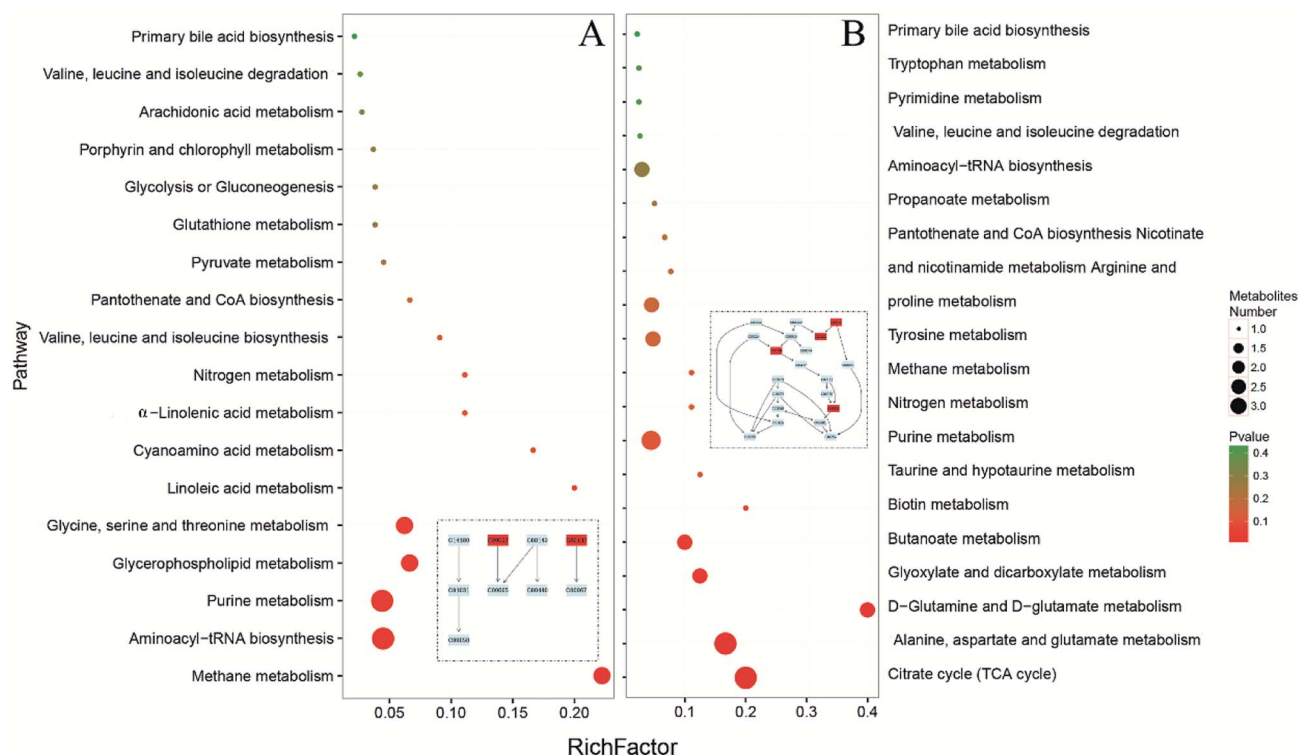 A
B
Pathway
Primary bile acid biosynthesis
Valine, leucine and isoleucine degradation
Arachidonic acid metabolism
Porphyrin and chlorophyll metabolism
Glycolysis or Gluconeogenesis
Glutathione metabolism
Pyruvate metabolism
Pantothenate and CoA biosynthesis
Valine, leucine and isoleucine biosynthesis
Nitrogen metabolism
α−Linolenic acid metabolism
Cyanoamino acid metabolism
Linoleic acid metabolism
Glycine, serine and threonine metabolism
Glycerophospholipid metabolism
Purine metabolism
Aminoacyl−tRNA biosynthesis
Methane metabolism
0.05
0.10
0.15
0.20
Primary bile acid biosynthesis
Tryptophan metabolism
Pyrimidine metabolism
Valine, leucine and isoleucine degradation
Aminoacyl−tRNA biosynthesis
Propanoate metabolism
Pantothenate and CoA biosynthesis Nicotinate
and nicotinamide metabolism Arginine and
proline metabolism
Tyrosine metabolism
Methane metabolism
Nitrogen metabolism
Purine metabolism
Taurine and hypotaurine metabolism
Biotin metabolism
Butanoate metabolism
Glyoxylate and dicarboxylate metabolism
D−Glutamine and D−glutamate metabolism
Alanine, aspartate and glutamate metabolism
Citrate cycle (TCA cycle)
0.1
0.2
0.3
0.4
RichFactor
Metabolites
Number
1.0
1.5
2.0
2.5
3.0
Pvalue
0.4
0.3
0.2
0.1